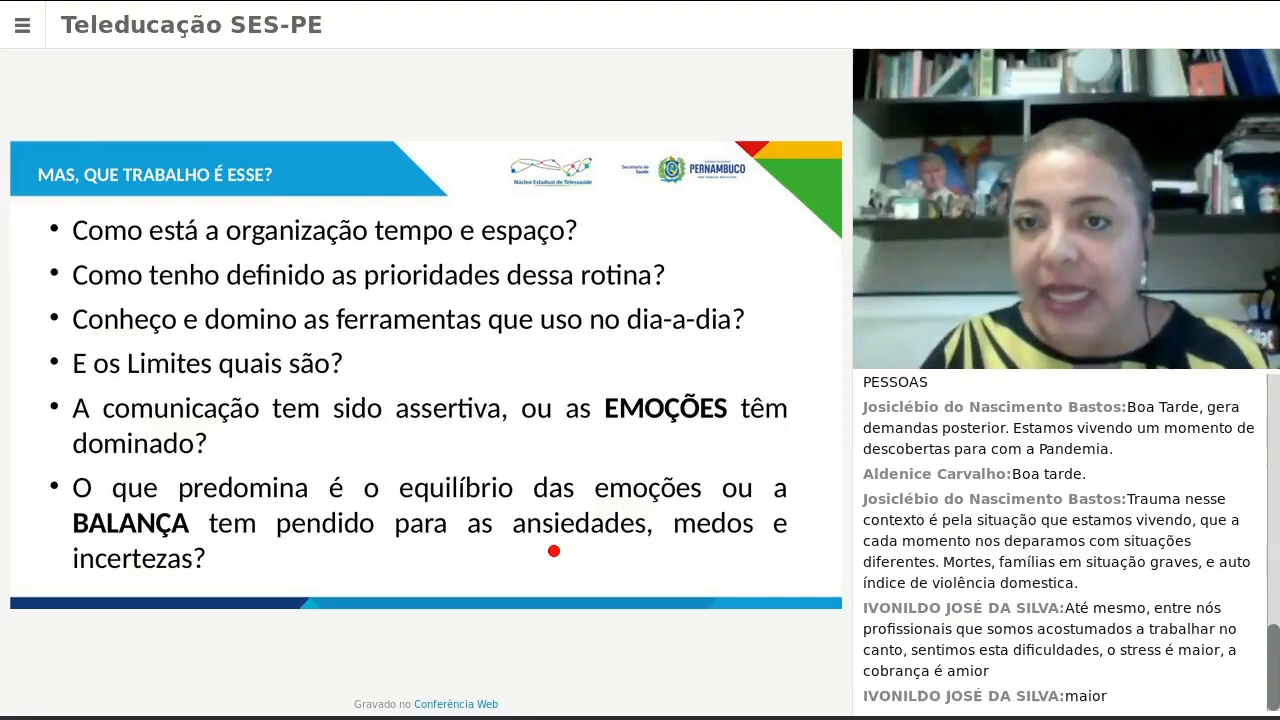 Teleducação SES-PE
MAS, QUE TRABALHO É ESSE?
Núcleo Estadual de Telessaúde
Secretaria de
Saúde
PERNAMBUCO
• Como está a organização tempo e espaço?
• Como tenho definido as prioridades dessa rotina?
• Conheço e domino as ferramentas que uso no dia-a-dia?
• E os Limites quais são?
• A comunicação tem sido assertiva, ou as EMOÇÕES têm
dominado?
• O que predomina é o equilíbrio das emoções ou a
BALANÇA tem pendido para as ansiedades, medos e
incertezas?
Gravado no Conferência Web
PESSOAS
Josiclébio do Nascimento Bastos:Boa Tarde, gera
demandas posterior. Estamos vivendo um momento de
descobertas para com a Pandemia.
Aldenice Carvalho:Boa tarde.
Josiclébio do Nascimento Bastos:Trauma nesse
contexto é pela situação que estamos vivendo, que a
cada momento nos deparamos com situações
diferentes. Mortes, famílias em situação graves, e auto
índice de violência domestica.
IVONILDO JOSÉ DA SILVA:Até mesmo, entre nós
profissionais que somos acostumados a trabalhar no
canto, sentimos esta dificuldades, o stress é maior, a
cobrança é amior
IVONILDO JOSÉ DA SILVA:maior